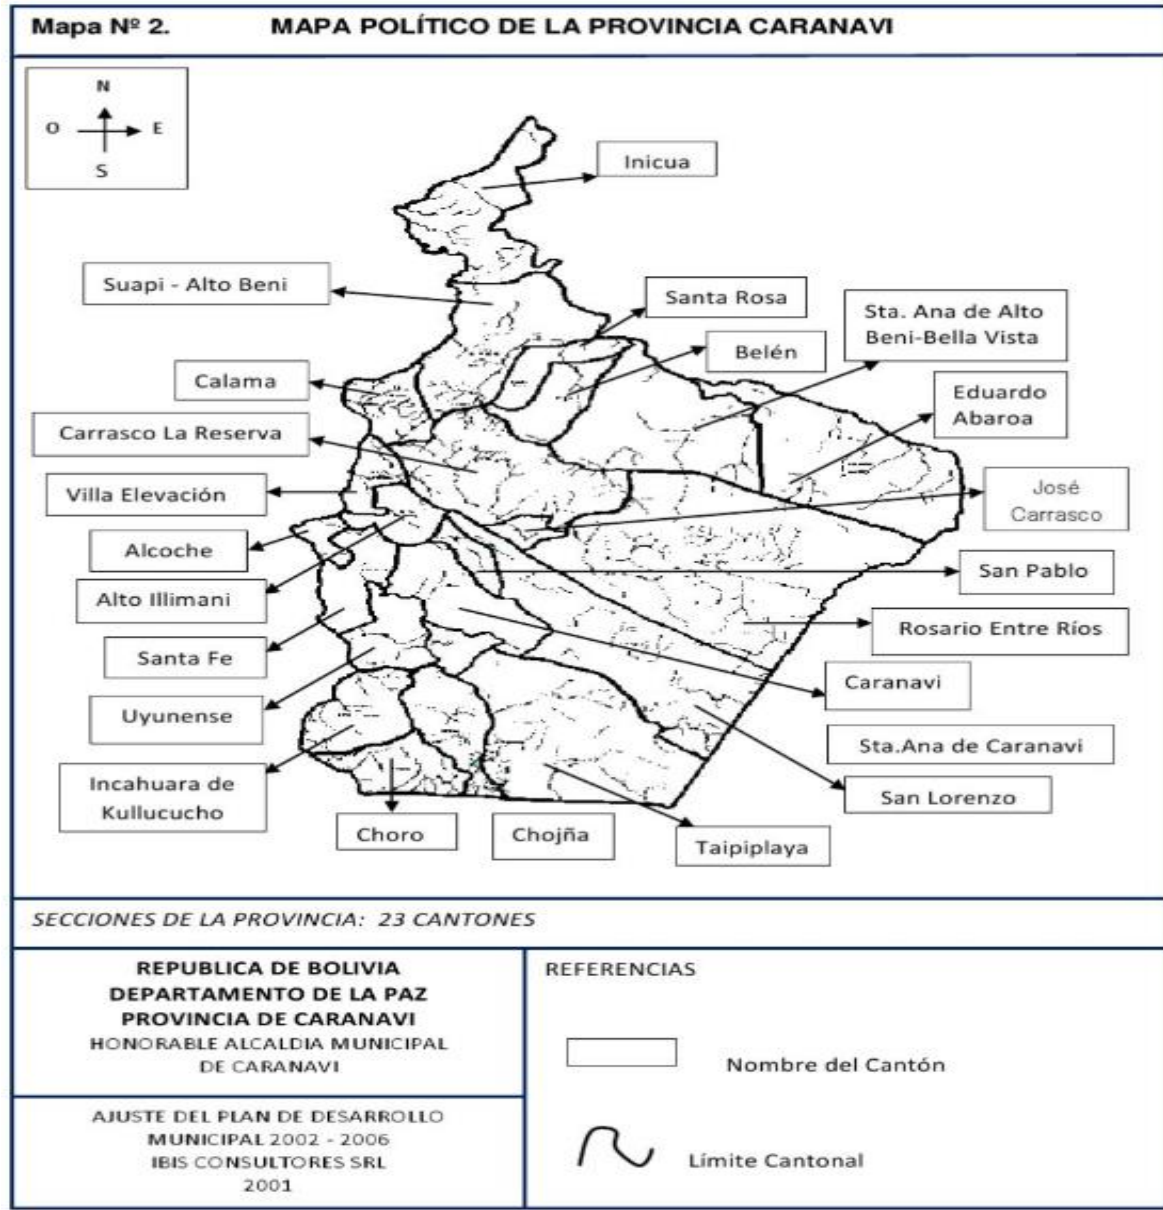 Mapa Nº 2. MAPA POLÍTICO DE LA PROVINCIA CARANAVI
N
O E
S
Inicua
Suapi - Alto Beni
Santa Rosa
Sta. Ana de Alto
Beni-Bella Vista
Belén
Calama
Eduardo
Abaroa
Carrasco La Reserva
Villa Elevación
José
Carrasco
Alcoche
San Pablo
Alto Illimani
Rosario Entre Ríos
Santa Fe
Caranavi
Uyunense
Sta.Ana de Caranavi
Incahuara de
Kullucucho
San Lorenzo
Choro
Chojña
Taipiplaya
SECCIONES DE LA PROVINCIA: 23 CANTONES
REPUBLICA DE BOLIVIA
DEPARTAMENTO DE LA PAZ
PROVINCIA DE CARANAVI
HONORABLE ALCALDIA MUNICIPAL
DE CARANAVI
AJUSTE DEL PLAN DE DESARROLLO
MUNICIPAL 2002 - 2006
IBIS CONSULTORES SRL
2001
REFERENCIAS
Nombre del Cantón
Límite Cantonal